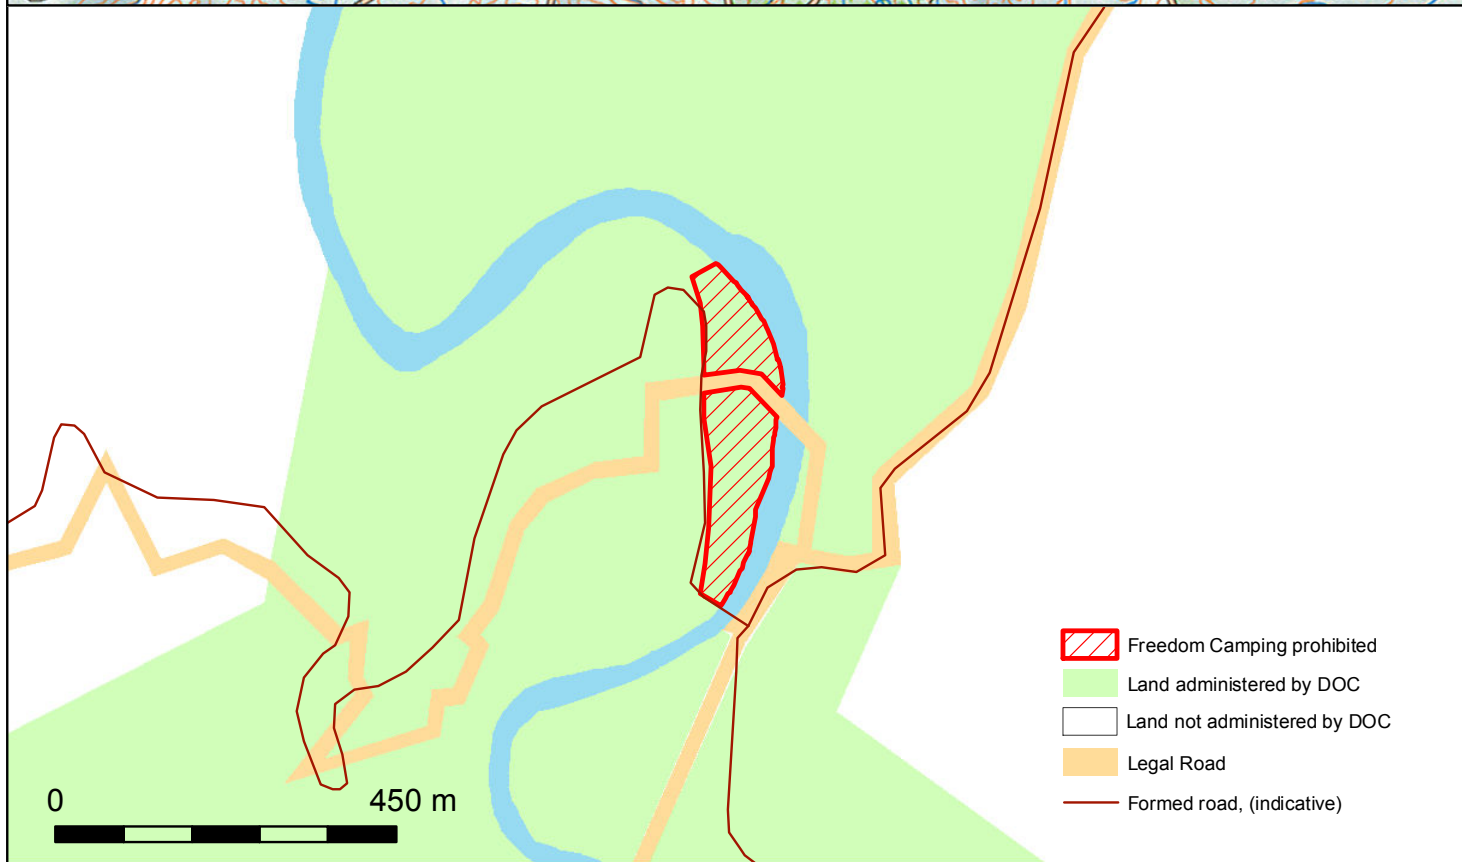 Freedom Camping prohibited
Land administered by DOC
Land not administered by DOC
Legal Road
Formed road, (indicative)
0 450 m